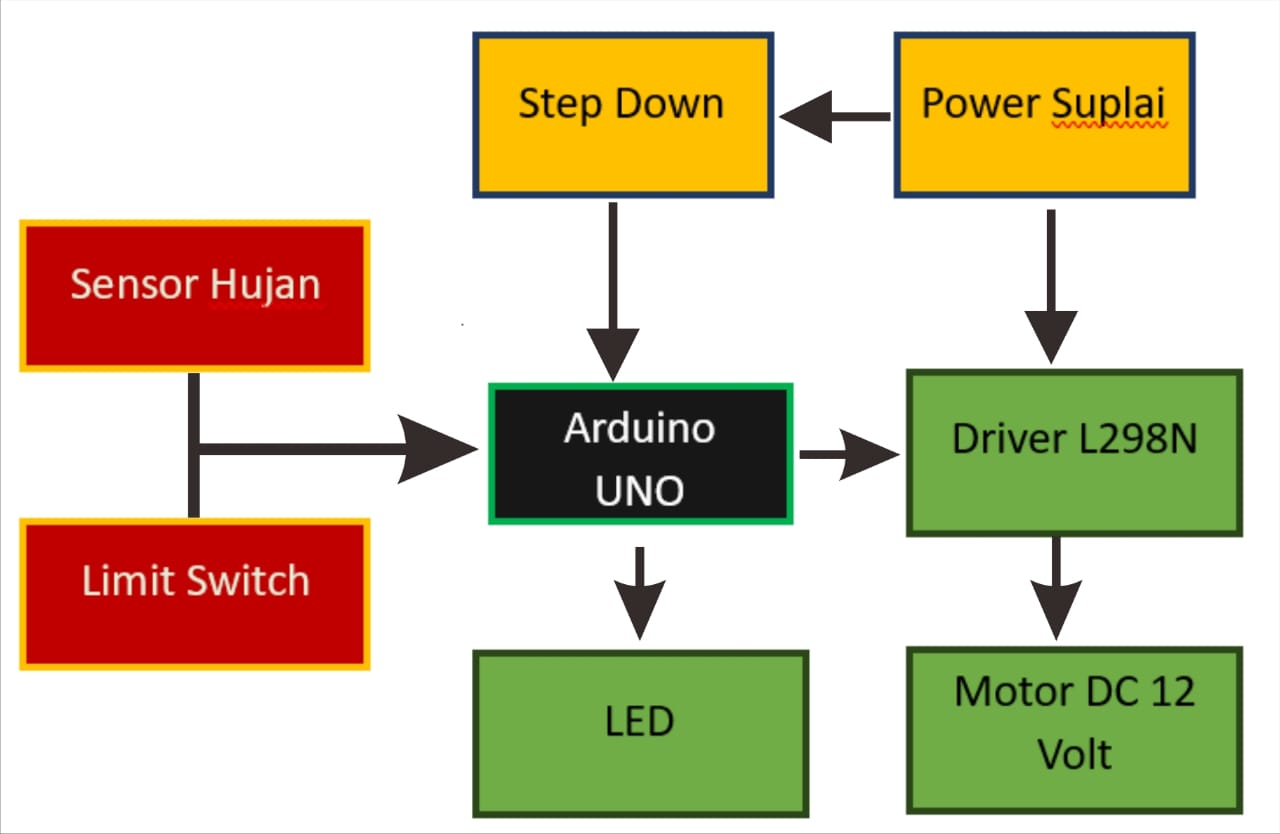 Step Down
Power Suplai
Sensor Hujan
Arduino
UNO
Driver L298N
Limit Switch
LED
Motor DC 12
Volt